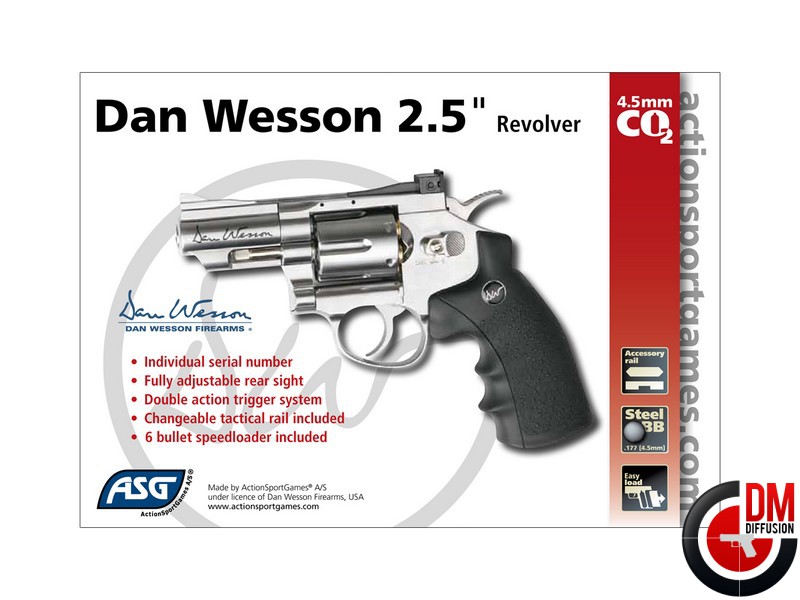 Dan Wesson 2.5" Revolver
4.5mm
CO2
actionsportgames.com
Dan Wesson
Dan Wesson
DAN WESSON FIREARMS ®
• Individual serial number
• Fully adjustable rear sight
• Double action trigger system
• Changeable tactical rail included
• 6 bullet speedloader included
Accessory
rail
Steel
BB
.177 [4.5mm]
Easy
load
ASG
ActionSportGames A/S®
Made by ActionSportGames® A/S
under licence of Dan Wesson Firearms, USA
www.actionsportgames.com
DM
DIFFUSION